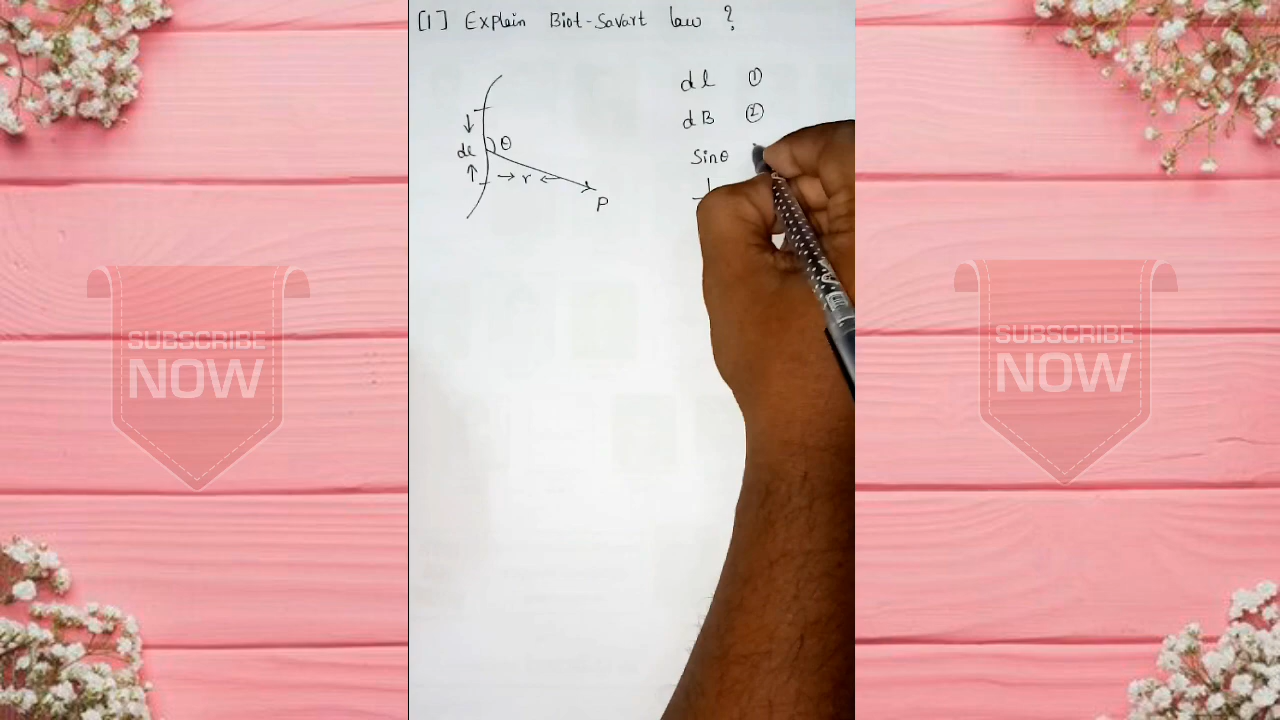 [1] Explain Biot-Savart law ?
dl ①
dB ②
θ
dl
Sinθ
r
P
SUBSCRIBE
NOW
SUBSCRIBE
NOW